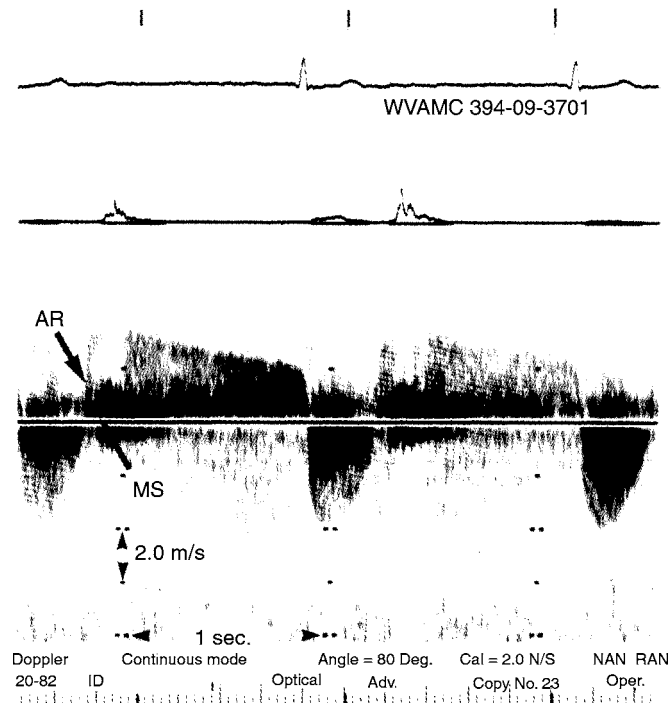 WVAMC 394-09-3701
AR
MS
2.0 m/s
1 sec.
Doppler Continuous mode Angle = 80 Deg. Cal = 2.0 N/S NAN RAN
20-82 ID Optical Adv. Copy No. 23 Oper.